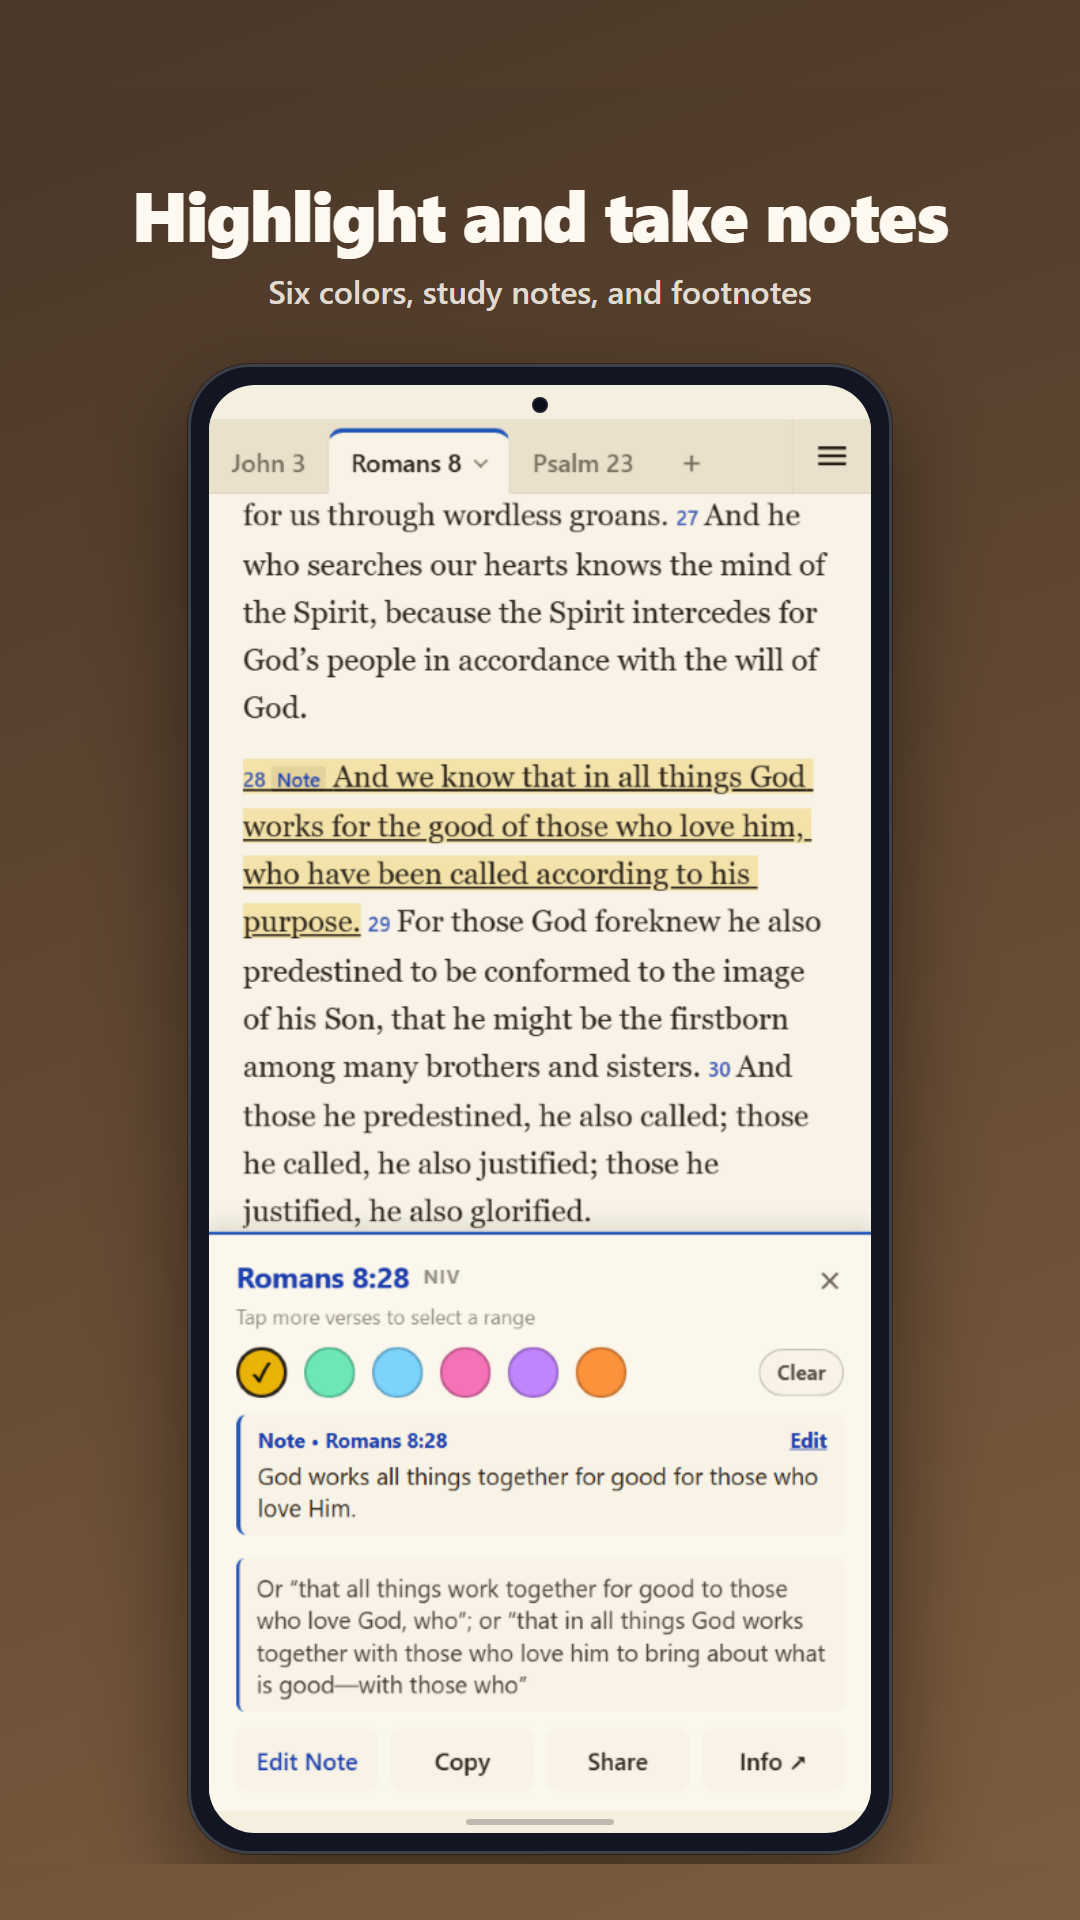 Highlight and take notes
Six colors, study notes, and footnotes
John 3 Romans 8 Psalm 23 +
for us through wordless groans. 27 And he
who searches our hearts knows the mind of
the Spirit, because the Spirit intercedes for
God’s people in accordance with the will of
God.
28 Note And we know that in all things God
works for the good of those who love him,
who have been called according to his
purpose. 29 For those God foreknew he also
predestined to be conformed to the image
of his Son, that he might be the firstborn
among many brothers and sisters. 30 And
those he predestined, he also called; those
he called, he also justified; those he
justified, he also glorified.
Romans 8:28 NIV
Tap more verses to select a range
Clear
Note • Romans 8:28 Edit
God works all things together for good for those who
love Him.
Or “that all things work together for good to those
who love God, who”; or “that in all things God works
together with those who love him to bring about what
is good—with those who”
Edit Note Copy Share Info ↗